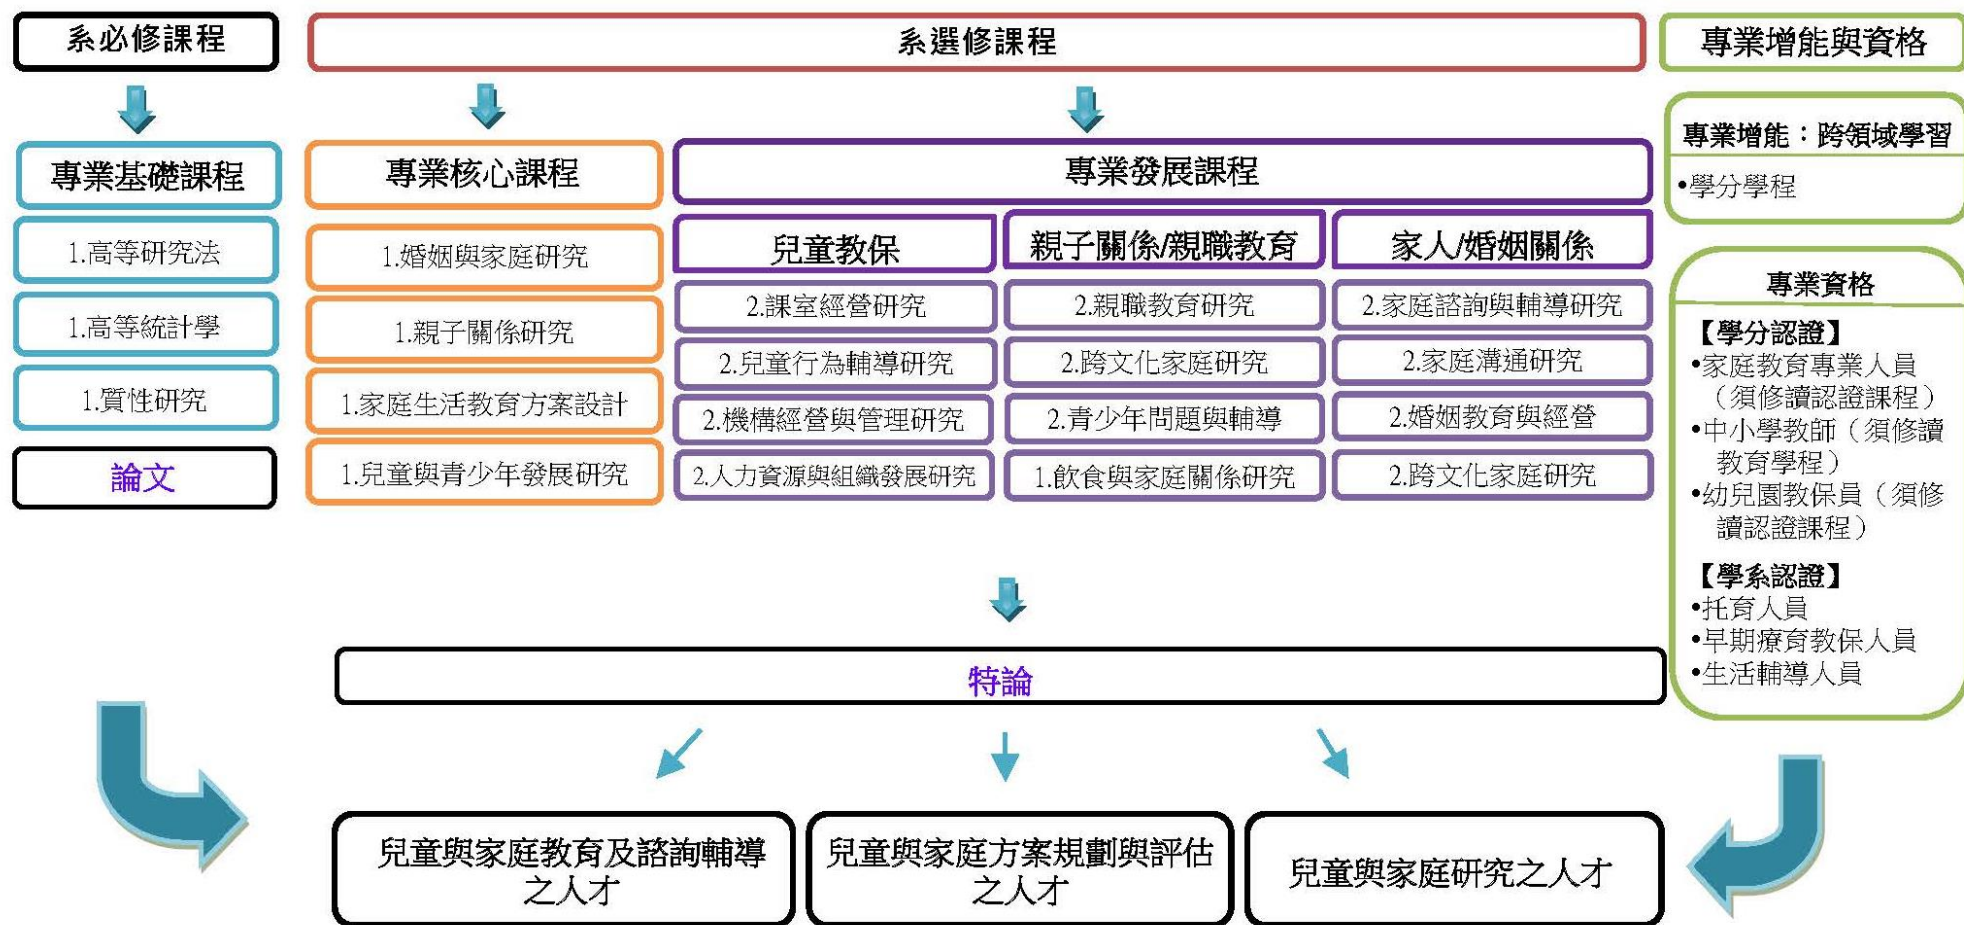 系必修課程
系選修課程
專業增能與資格
專業基礎課程
1.高等研究法
1.高等統計學
1.質性研究
論文
專業核心課程
1.婚姻與家庭研究
1.親子關係研究
1.家庭生活教育方案設計
1.兒童與青少年發展研究
專業發展課程
兒童教保
2.課室經營研究
2.兒童行為輔導研究
2.機構經營與管理研究
2.人力資源與組織發展研究
親子關係/親職教育
2.親職教育研究
2.跨文化家庭研究
2.青少年問題與輔導
1.飲食與家庭關係研究
家人/婚姻關係
2.家庭諮詢與輔導研究
2.家庭溝通研究
2.婚姻教育與經營
2.跨文化家庭研究
專業增能：跨領域學習
•學分學程
專業資格
【學分認證】
•家庭教育專業人員
（須修讀認證課程）
•中小學教師（須修讀
教育學程）
•幼兒園教保員（須修
讀認證課程）
【學系認證】
•托育人員
•早期療育教保人員
•生活輔導人員
特論
兒童與家庭教育及諮詢輔導
之人才
兒童與家庭方案規劃與評估
之人才
兒童與家庭研究之人才